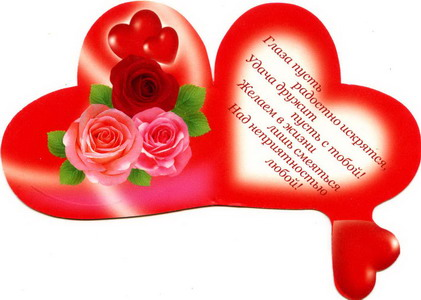 Глаза пусть
радостно искрятся,
Удача дружит
пусть с тобой!
Желаем в жизни
лишь смеяться
Над неприятностью
любой!